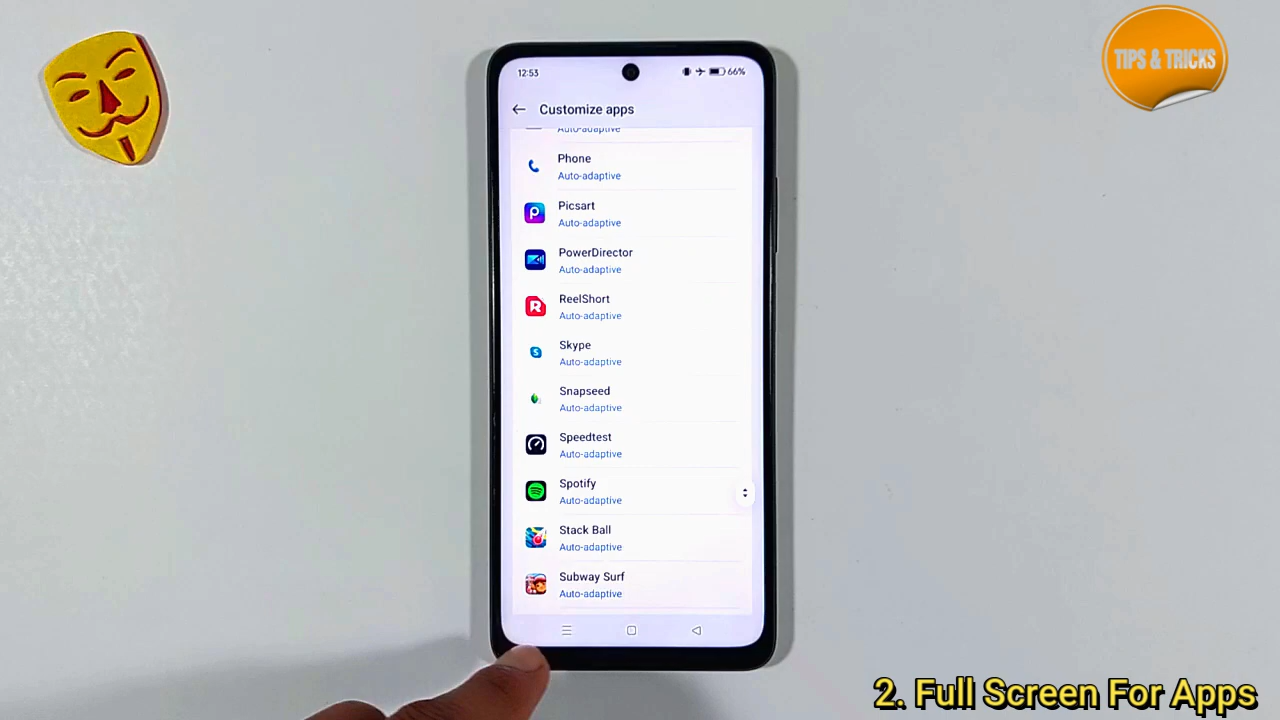 TIPS & TRICKS
12:53
66%
Customize apps
Auto-adaptive
Phone
Auto-adaptive
Picsart
Auto-adaptive
PowerDirector
Auto-adaptive
ReelShort
Auto-adaptive
Skype
Auto-adaptive
Snapseed
Auto-adaptive
Speedtest
Auto-adaptive
Spotify
Auto-adaptive
Stack Ball
Auto-adaptive
Subway Surf
Auto-adaptive
2. Full Screen For Apps